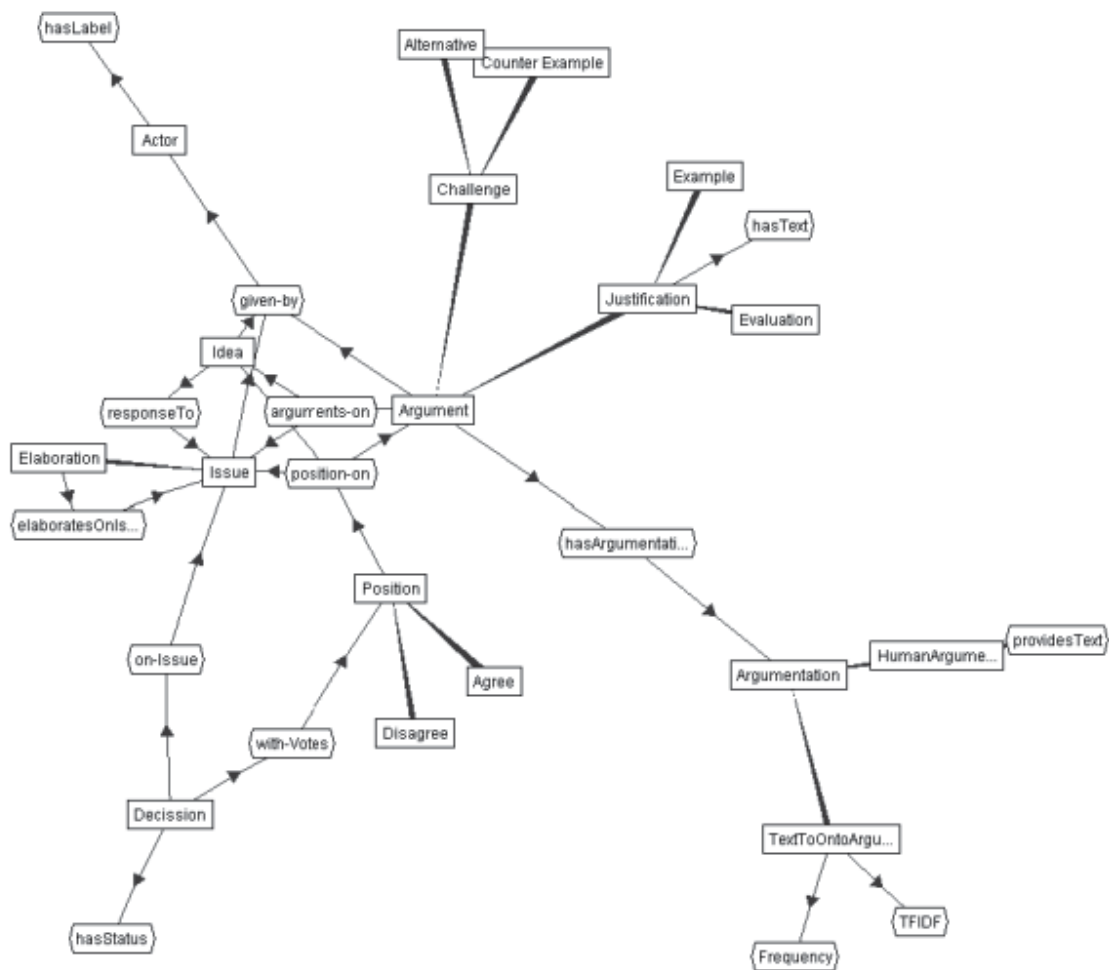 {hasLabel}
Alternative
Counter Example
Actor
Challenge
Example
{hasText}
{given-by}
Justification
Evaluation
Idea
{responseTo}
{arguments-on}
Argument
Elaboration
Issue
{position-on}
{elaboratesOnIs...
{hasArgumentati...
Position
{on-Issue}
Agree
Argumentation
HumanArgume...
{providesText}
Disagree
{with-Votes}
Decission
TextToOntoArgu...
{TFIDF}
{hasStatus}
{Frequency}